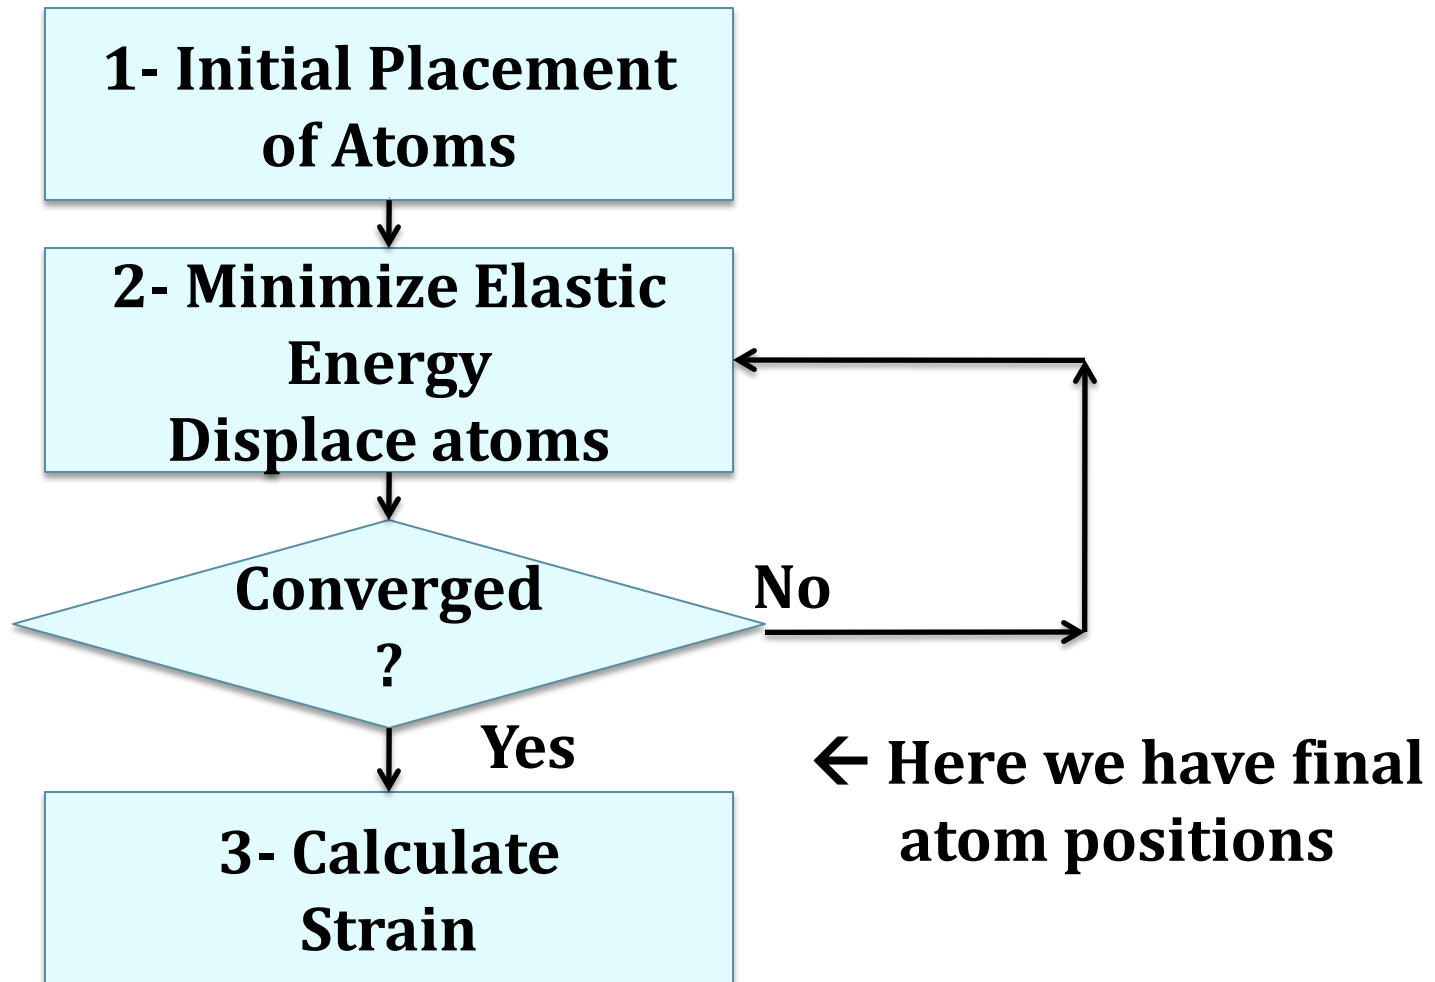 1- Initial Placement
of Atoms
2- Minimize Elastic
Energy
Displace atoms
Converged
?
No
Yes
← Here we have final
atom positions
3- Calculate
Strain